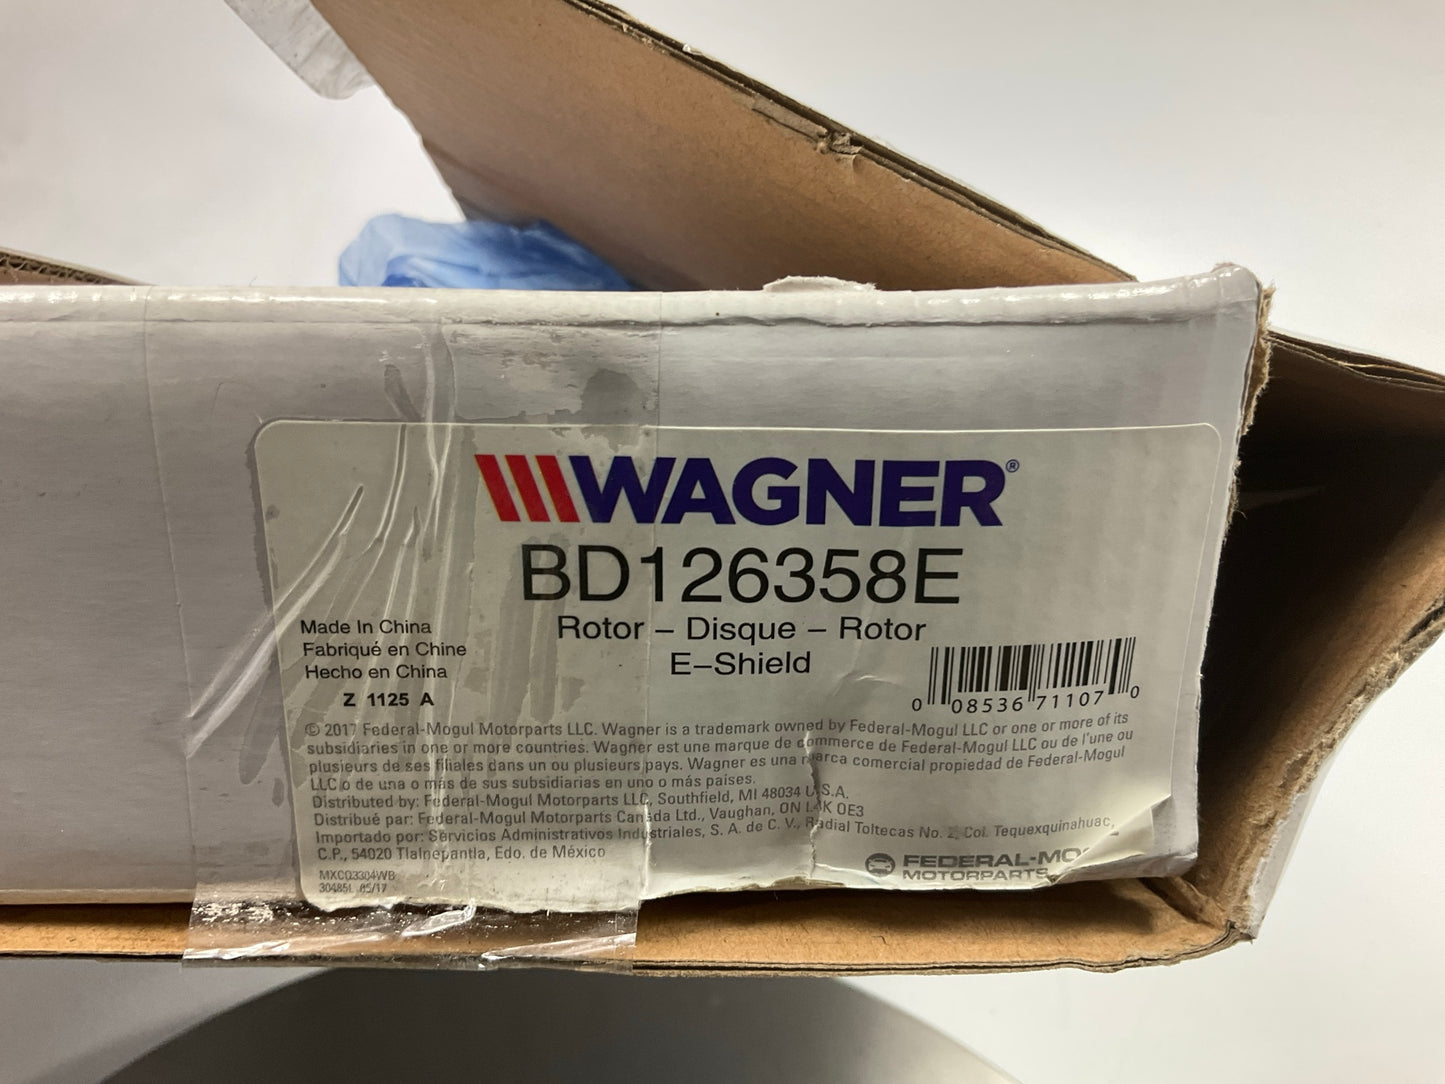 WAGNER®
BD126358E
Rotor – Disque – Rotor
E–Shield
Made In China
Fabriqué en Chine
Hecho en China
Z 1125 A
0 08536 71107 0
© 2017 Federal-Mogul Motorparts LLC. Wagner is a trademark owned by Federal-Mogul LLC or one or more of its
subsidiaries in one or more countries. Wagner est une marque de commerce de Federal-Mogul LLC ou de l'une ou
plusieurs de ses filiales dans un ou plusieurs pays. Wagner es una marca comercial propiedad de Federal-Mogul
LLC o de una o más de sus subsidiarias en uno o más países.
Distributed by: Federal-Mogul Motorparts LLC, Southfield, MI 48034 U.S.A.
Distribué par: Federal-Mogul Motorparts Canada Ltd., Vaughan, ON L4K 0E3
Importado por: Servicios Administrativos Industriales, S. A. de C. V., Radial Toltecas No. 2, Col. Tequexquinahuac,
C.P., 54020 Tlalnepantla, Edo. de México
FEDERAL-MO
MOTORPARTS
MXCQ3304WB
30485L 05/17